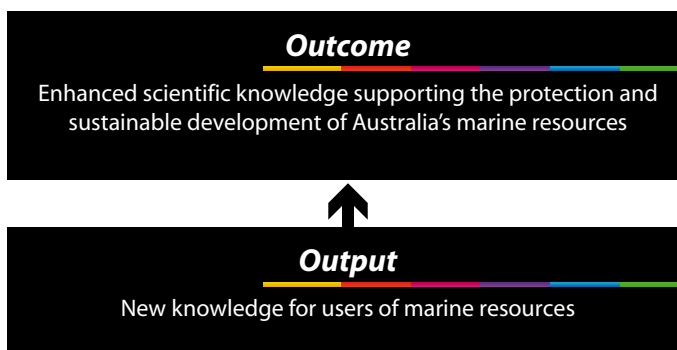 Outcome
Enhanced scientific knowledge supporting the protection and
sustainable development of Australia’s marine resources
Output
New knowledge for users of marine resources